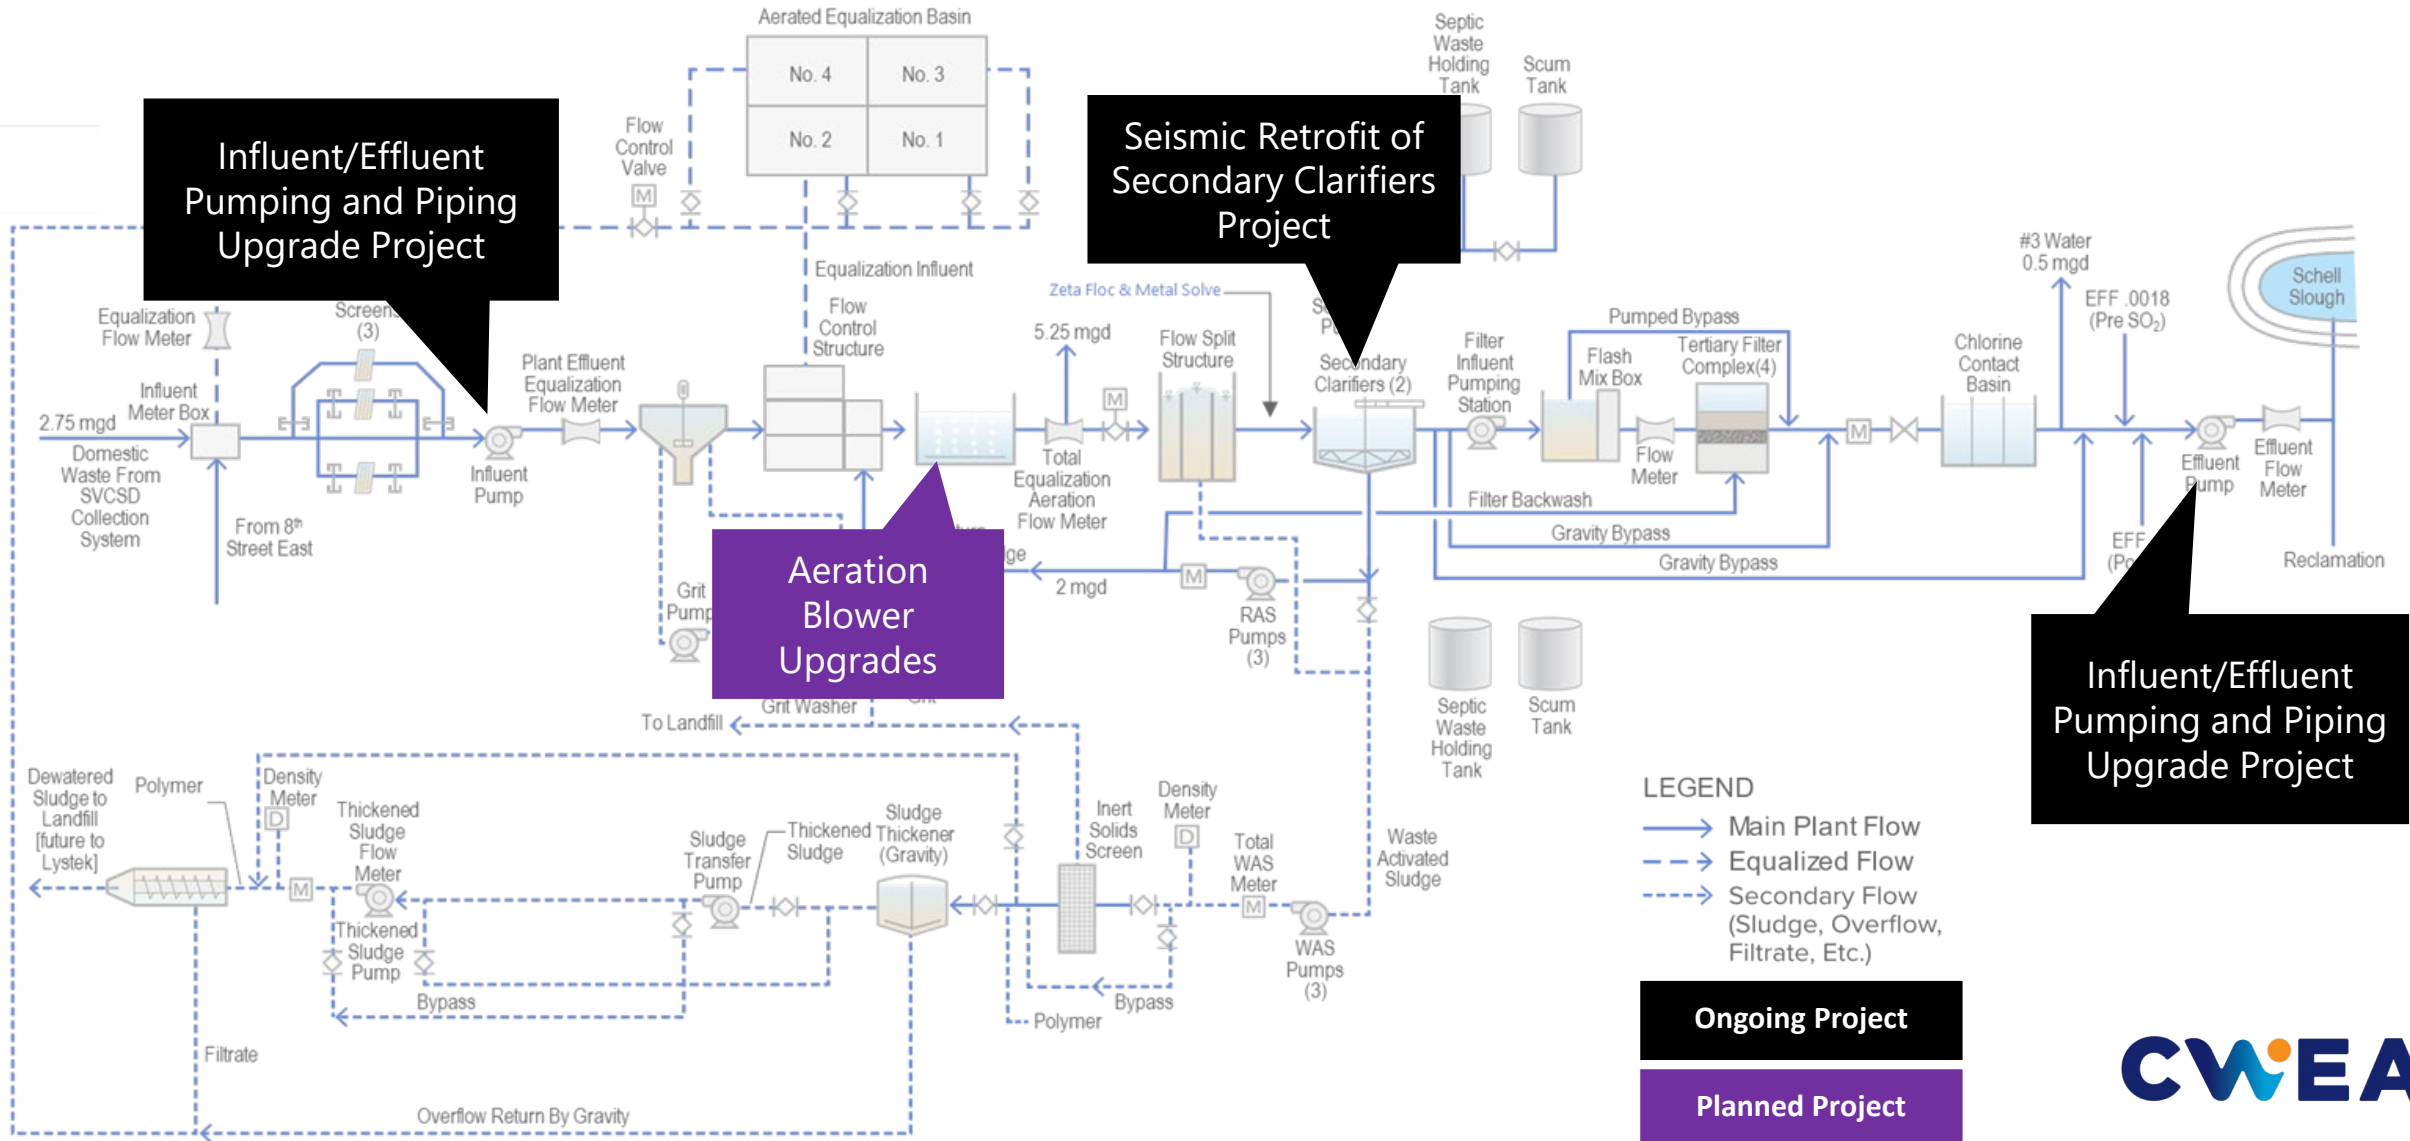 Aerated Equalization Basin
No. 4
No. 3
No. 2
No. 1
Septic
Waste
Holding
Tank
Scum
Tank
Flow
Control
Valve
M
Influent/Effluent
Pumping and Piping
Upgrade Project
Seismic Retrofit of
Secondary Clarifiers
Project
Equalization Influent
Zeta Floc & Metal Solve
#3 Water
0.5 mgd
EFF .0018
(Pre SO₂)
Schell
Slough
Equalization
Flow Meter
Screens
(3)
Flow
Control
Structure
5.25 mgd
Flow Split
Structure
Secondary
Clarifiers (2)
Filter
Influent
Pumping
Station
Pumped Bypass
Flash
Mix Box
Tertiary Filter
Complex(4)
Chlorine
Contact
Basin
Influent
Meter Box
Plant Effluent
Equalization
Flow Meter
M
M
2.75 mgd
Domestic
Waste From
SVCSD
Collection
System
From 8th
Street East
Influent
Pump
Total
Equalization
Aeration
Flow Meter
Flow
Meter
Effluent
Pump
Effluent
Flow
Meter
Filter Backwash
Gravity Bypass
Gravity Bypass
EFF
Reclamation
Aeration
Blower
Upgrades
2 mgd
M
RAS
Pumps
(3)
Grit
Pump
Grit Washer
To Landfill
Septic
Waste
Holding
Tank
Scum
Tank
Influent/Effluent
Pumping and Piping
Upgrade Project
Dewatered
Sludge to
Landfill
[future to
Lystek]
Polymer
Density
Meter
D
Thickened
Sludge
Flow
Meter
M
Thickened
Sludge
Pump
Sludge
Transfer
Pump
Thickened
Sludge
Sludge
Thickener
(Gravity)
Inert
Solids
Screen
Density
Meter
D
Total
WAS
Meter
M
WAS
Pumps
(3)
Waste
Activated
Sludge
Bypass
Bypass
Polymer
Filtrate
Overflow Return By Gravity
LEGEND
Main Plant Flow
Equalized Flow
Secondary Flow
(Sludge, Overflow,
Filtrate, Etc.)
Ongoing Project
Planned Project
CWEA